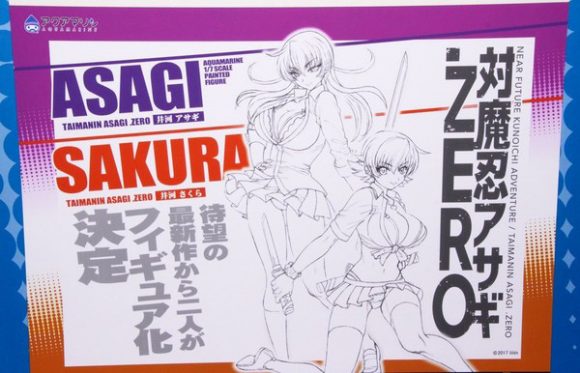 アクアマリン
AQUAMARINE
ASAGI
AQUAMARINE
1/7 SCALE
PAINTED
FIGURE
TAIMANIN ASAGI .ZERO 井河 アサギ
SAKURA
TAIMANIN ASAGI .ZERO 井河 さくら
待望の
最新作から二人が
フィギュア化
決定
対魔忍アサギ
.ZERO
NEAR FUTURE KUNOICHI ADVENTURE / TAIMANIN ASAGI .ZERO
© 2017 Lilith